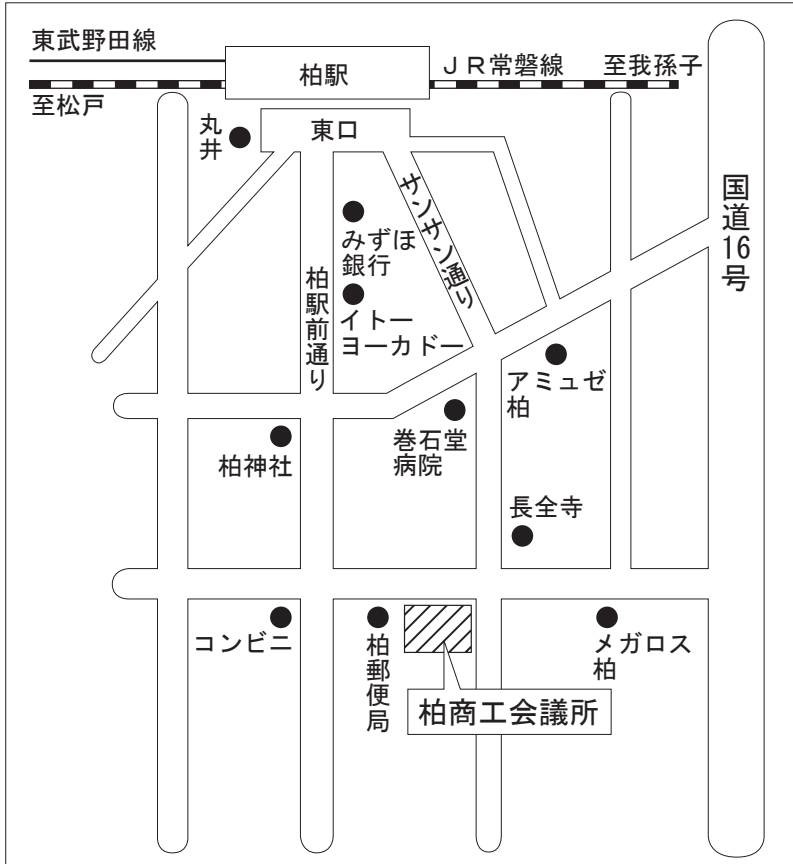 東武野田線
柏駅
JR常磐線
至我孫子
至松戸
丸井
東口
サンサン通り
国道16号
みずほ
銀行
柏駅前通り
イトー
ヨーカドー
アミュゼ
柏
巻石堂
病院
柏神社
長全寺
コンビニ
柏郵便局
メガロス
柏
柏商工会議所